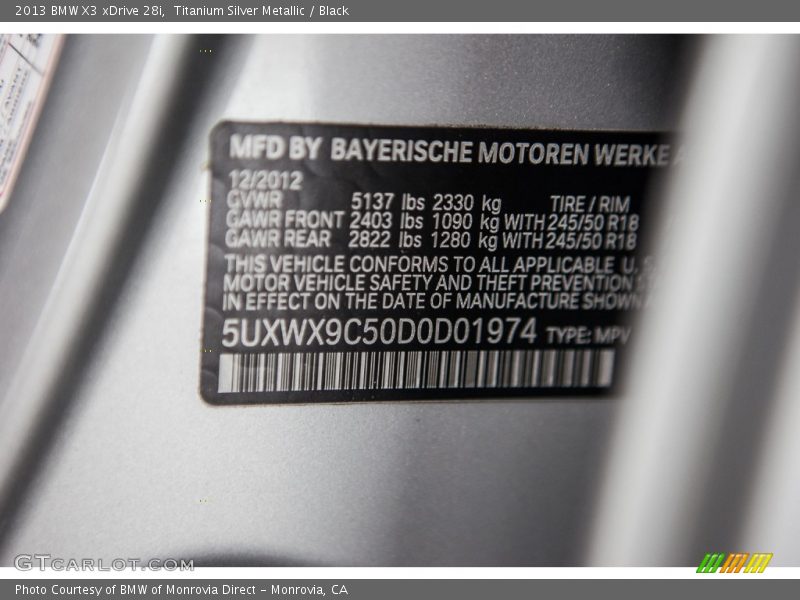 2013 BMW X3 xDrive 28i, Titanium Silver Metallic / Black
MFD BY BAYERISCHE MOTOREN WERKE
12/2012
GVWR 5137 lbs 2330 kg TIRE / RIM
GAWR FRONT 2403 lbs 1090 kg WITH 245/50 R18
GAWR REAR 2822 lbs 1280 kg WITH 245/50 R18
THIS VEHICLE CONFORMS TO ALL APPLICABLE U.
MOTOR VEHICLE SAFETY AND THEFT PREVENTION
IN EFFECT ON THE DATE OF MANUFACTURE SHOWN
5UXWX9C50D0D01974 TYPE: MPV
GTCARLOT.COM
Photo Courtesy of BMW of Monrovia Direct - Monrovia, CA